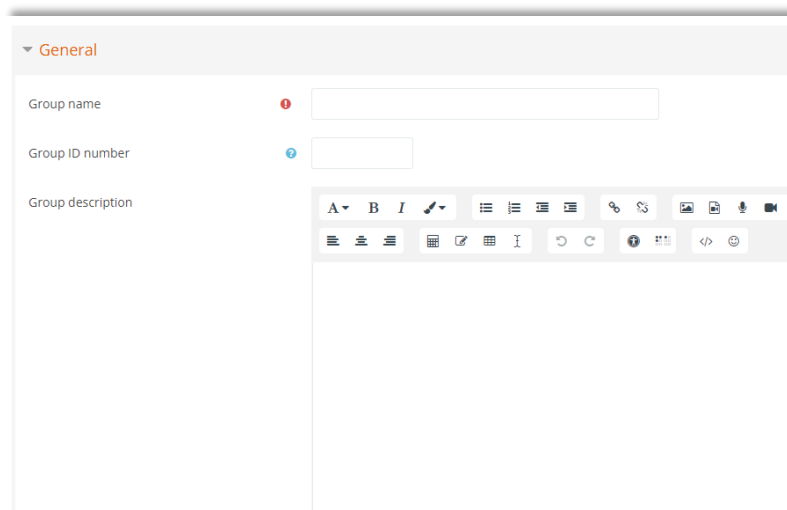 General
Group name
Group ID number
Group description
A B I